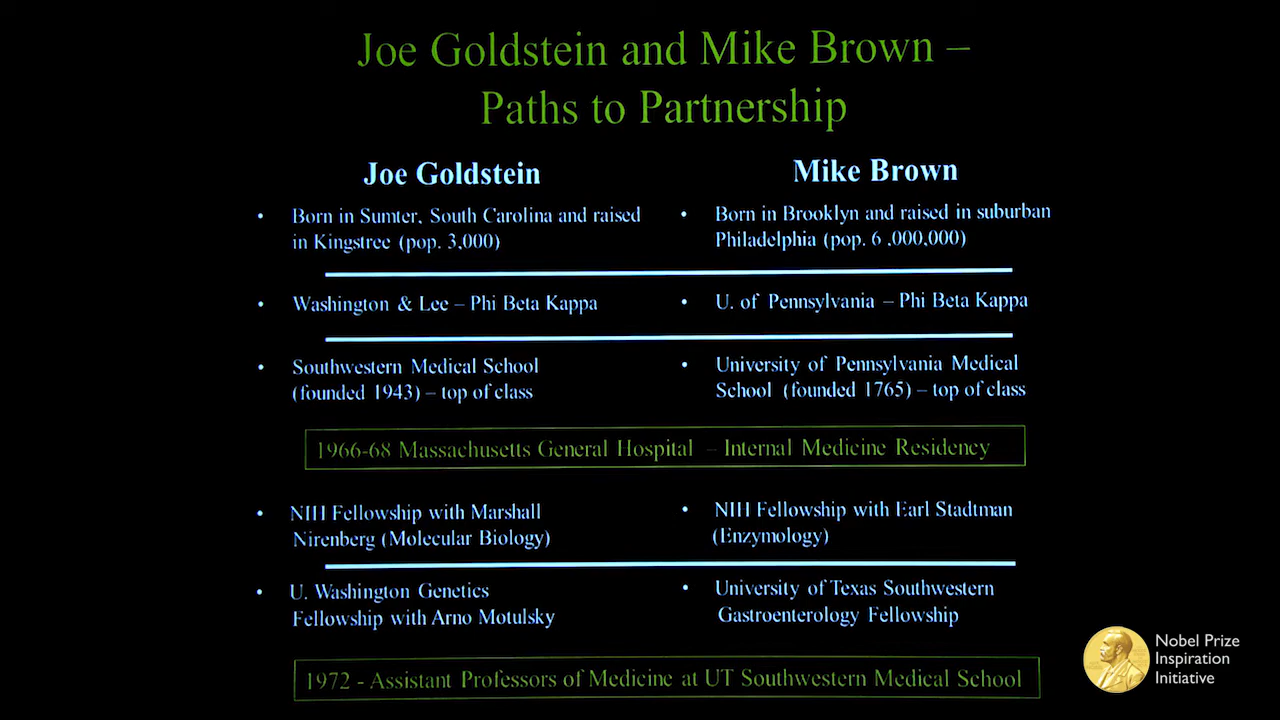 Joe Goldstein and Mike Brown –
Paths to Partnership
Joe Goldstein
Mike Brown
• Born in Sumter, South Carolina and raised
in Kingstree (pop. 3,000)
• Born in Brooklyn and raised in suburban
Philadelphia (pop. 6 ,000,000)
• Washington & Lee – Phi Beta Kappa
• U. of Pennsylvania – Phi Beta Kappa
• Southwestern Medical School
(founded 1943) – top of class
• University of Pennsylvania Medical
School (founded 1765) – top of class
1966-68 Massachusetts General Hospital – Internal Medicine Residency
• NIH Fellowship with Marshall
Nirenberg (Molecular Biology)
• NIH Fellowship with Earl Stadtman
(Enzymology)
• U. Washington Genetics
Fellowship with Arno Motulsky
• University of Texas Southwestern
Gastroenterology Fellowship
1972 - Assistant Professors of Medicine at UT Southwestern Medical School
Nobel Prize
Inspiration
Initiative